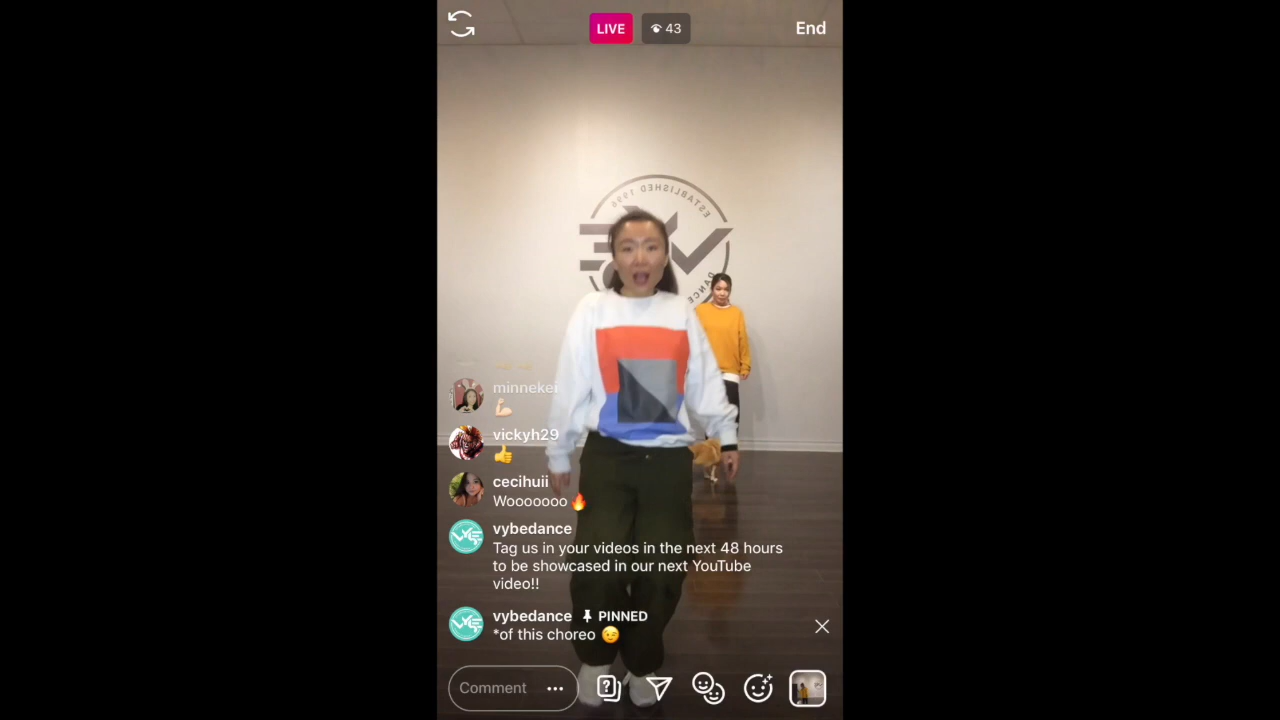 LIVE
43
End
ESTABLISHED 1996
DANCE
minnekei
vickyh29
cecihuii
Wooooooo 🔥
vybedance
Tag us in your videos in the next 48 hours
to be showcased in our next YouTube
video!!
vybedance PINNED
*of this choreo 😉
Comment